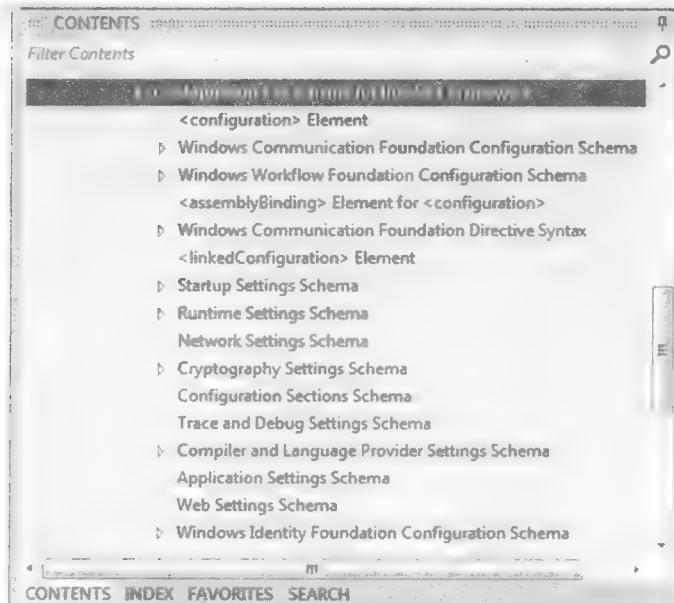 CONTENTS
Filter Contents
<configuration> Element
Windows Communication Foundation Configuration Schema
Windows Workflow Foundation Configuration Schema
<assemblyBinding> Element for <configuration>
Windows Communication Foundation Directive Syntax
<linkedConfiguration> Element
Startup Settings Schema
Runtime Settings Schema
Network Settings Schema
Cryptography Settings Schema
Configuration Sections Schema
Trace and Debug Settings Schema
Compiler and Language Provider Settings Schema
Application Settings Schema
Web Settings Schema
Windows Identity Foundation Configuration Schema
CONTENTS INDEX FAVORITES SEARCH